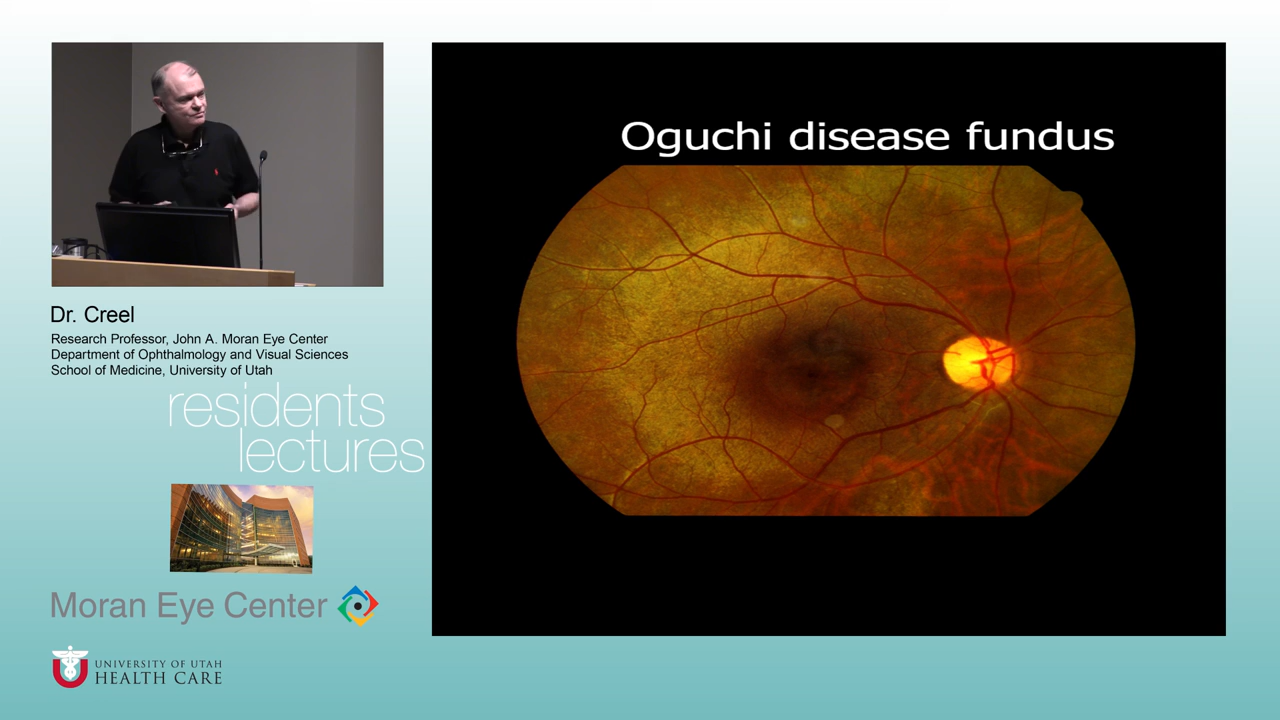 Oguchi disease fundus
Dr. Creel
Research Professor, John A. Moran Eye Center
Department of Ophthalmology and Visual Sciences
School of Medicine, University of Utah
residents
lectures
Moran Eye Center
UNIVERSITY OF UTAH
HEALTH CARE